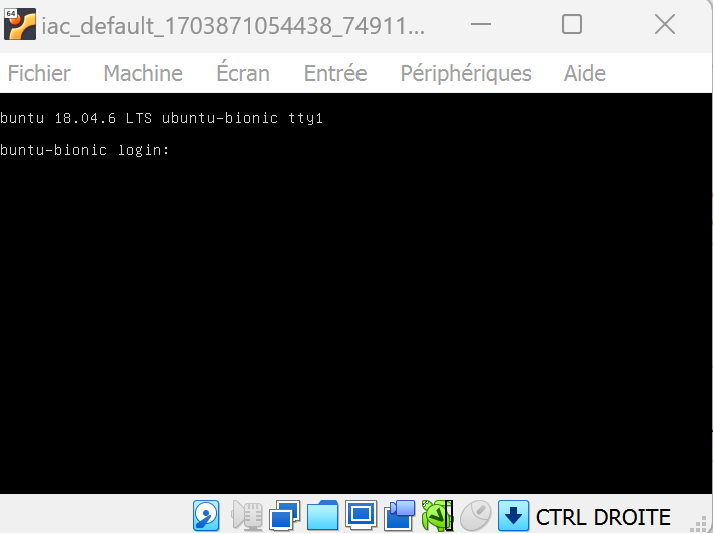 64
iac_default_1703871054438_74911...
Fichier Machine Écran Entrée Périphériques Aide
buntu 18.04.6 LTS ubuntu-bionic tty1
buntu-bionic login:
CTRL DROITE